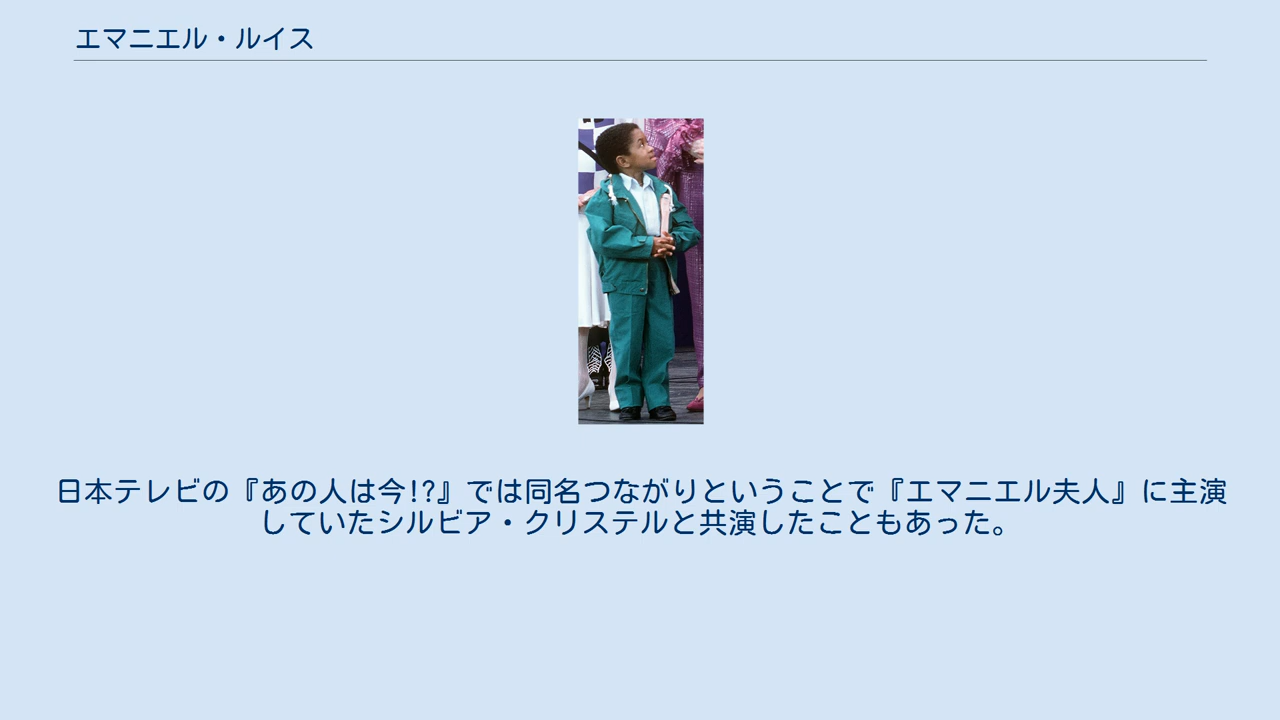 エマニエル・ルイス
日本テレビの『あの人は今!?』では同名つながりということで『エマニエル夫人』に主演
していたシルビア・クリステルと共演したこともあった。